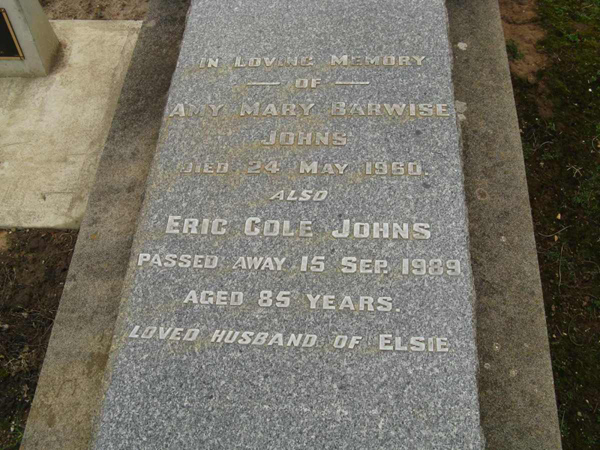 IN LOVING MEMORY
— OF —
AMY MARY BARWISE
JOHNS
DIED 24 MAY 1960.
ALSO
ERIC COLE JOHNS
PASSED AWAY 15 SEP. 1989
AGED 85 YEARS.
LOVED HUSBAND OF ELSIE